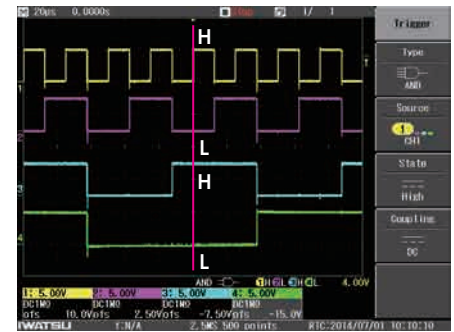 20μs 0.0000s Stop 1/ 1
Trigger
H
Type
AND
1
T
Source
1
CH1
2
L
H
State
High
3
Coupling
DC
4
L
AND 1H 2L 3H 4L 4.00V
1: 5.00V 2: 5.00V 3: 5.00V 4: 5.00V
DC1MΩ DC1MΩ DC1MΩ DC1MΩ
ofs 10.0Vofs 2.50Vofs -7.50Vofs -15.0V
IWATSU f:N/A 2.5MS 500 points RTC:2014/07/01 10:10:10